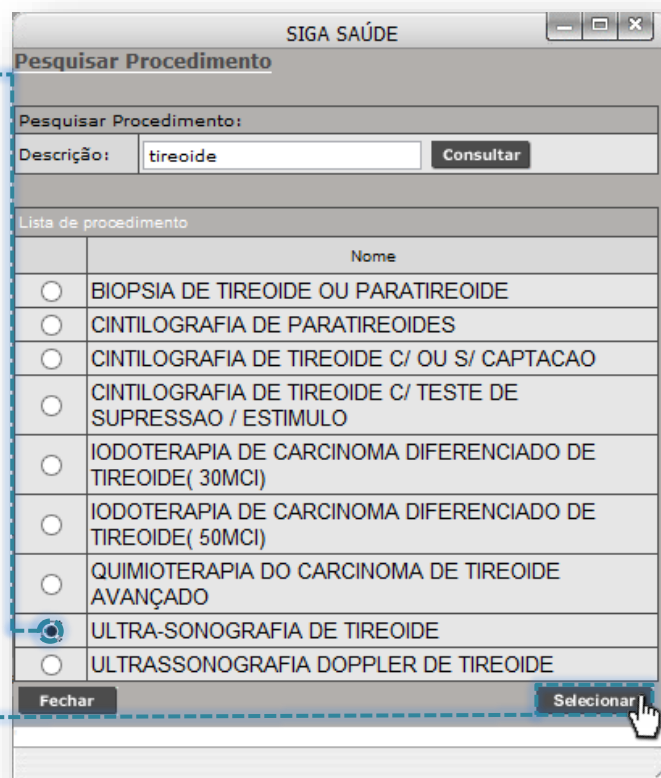 SIGA SAÚDE
Pesquisar Procedimento
Pesquisar Procedimento:
Descrição: tireoide Consultar
Lista de procedimento
Nome
BIOPSIA DE TIREOIDE OU PARATIREOIDE
CINTILOGRAFIA DE PARATIREOIDES
CINTILOGRAFIA DE TIREOIDE C/ OU S/ CAPTACAO
CINTILOGRAFIA DE TIREOIDE C/ TESTE DE
SUPRESSAO / ESTIMULO
IODOTERAPIA DE CARCINOMA DIFERENCIADO DE
TIREOIDE( 30MCI)
IODOTERAPIA DE CARCINOMA DIFERENCIADO DE
TIREOIDE( 50MCI)
QUIMIOTERAPIA DO CARCINOMA DE TIREOIDE
AVANÇADO
ULTRA-SONOGRAFIA DE TIREOIDE
ULTRASSONOGRAFIA DOPPLER DE TIREOIDE
Fechar Selecionar